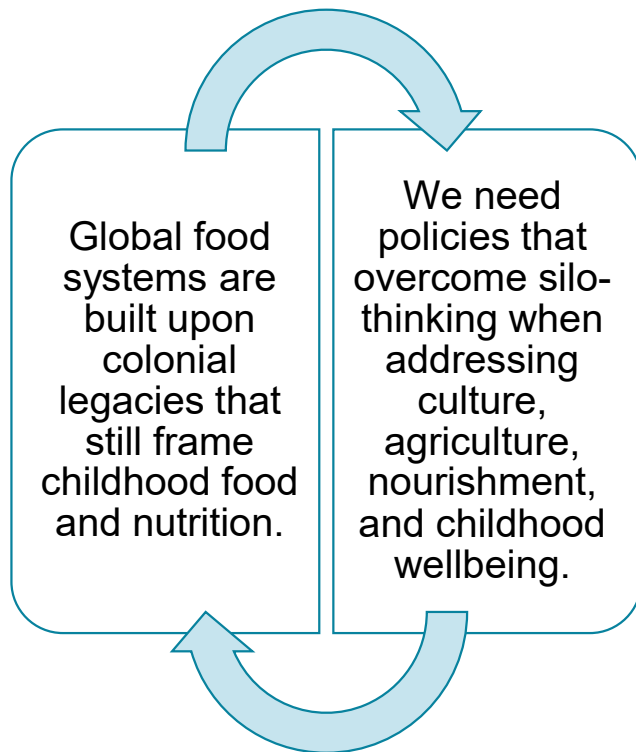 Global food
systems are
built upon
colonial
legacies that
still frame
childhood food
and nutrition.
We need
policies that
overcome silo-
thinking when
addressing
culture,
agriculture,
nourishment,
and childhood
wellbeing.